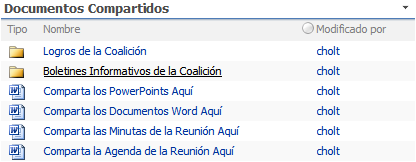 Documentos Compartidos
Tipo Nombre Modificado por
Logros de la Coalición cholt
Boletines Informativos de la Coalición cholt
Comparta los PowerPoints Aquí cholt
Comparta los Documentos Word Aquí cholt
Comparta las Minutas de la Reunión Aquí cholt
Comparta la Agenda de la Reunión Aquí cholt